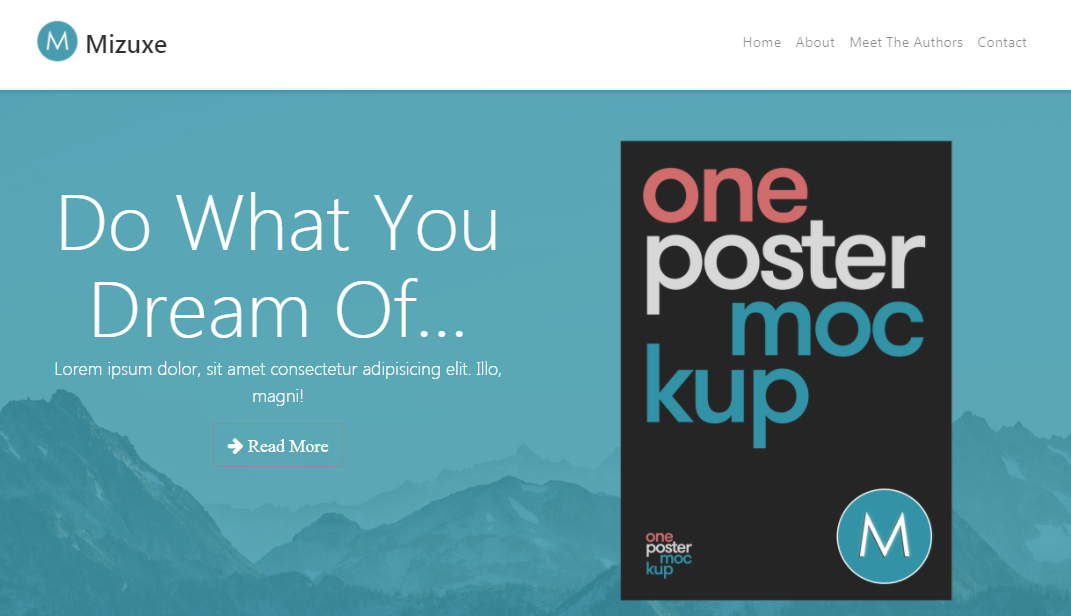 M Mizuxe
Home About Meet The Authors Contact
Do What You
Dream Of...
Lorem ipsum dolor, sit amet consectetur adipisicing elit. Illo,
magni!
Read More
one
poster
moc
kup
one
poster
moc
kup
M